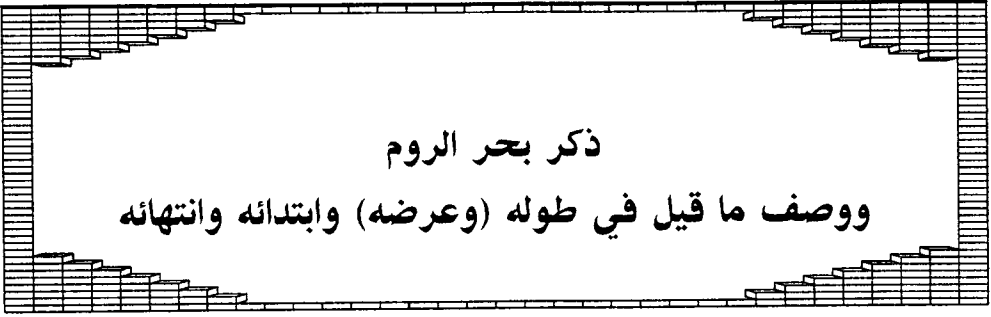 ذكر بحر الروم
ووصف ما قيل في طوله (وعرضه) وابتدائه وانتهائه